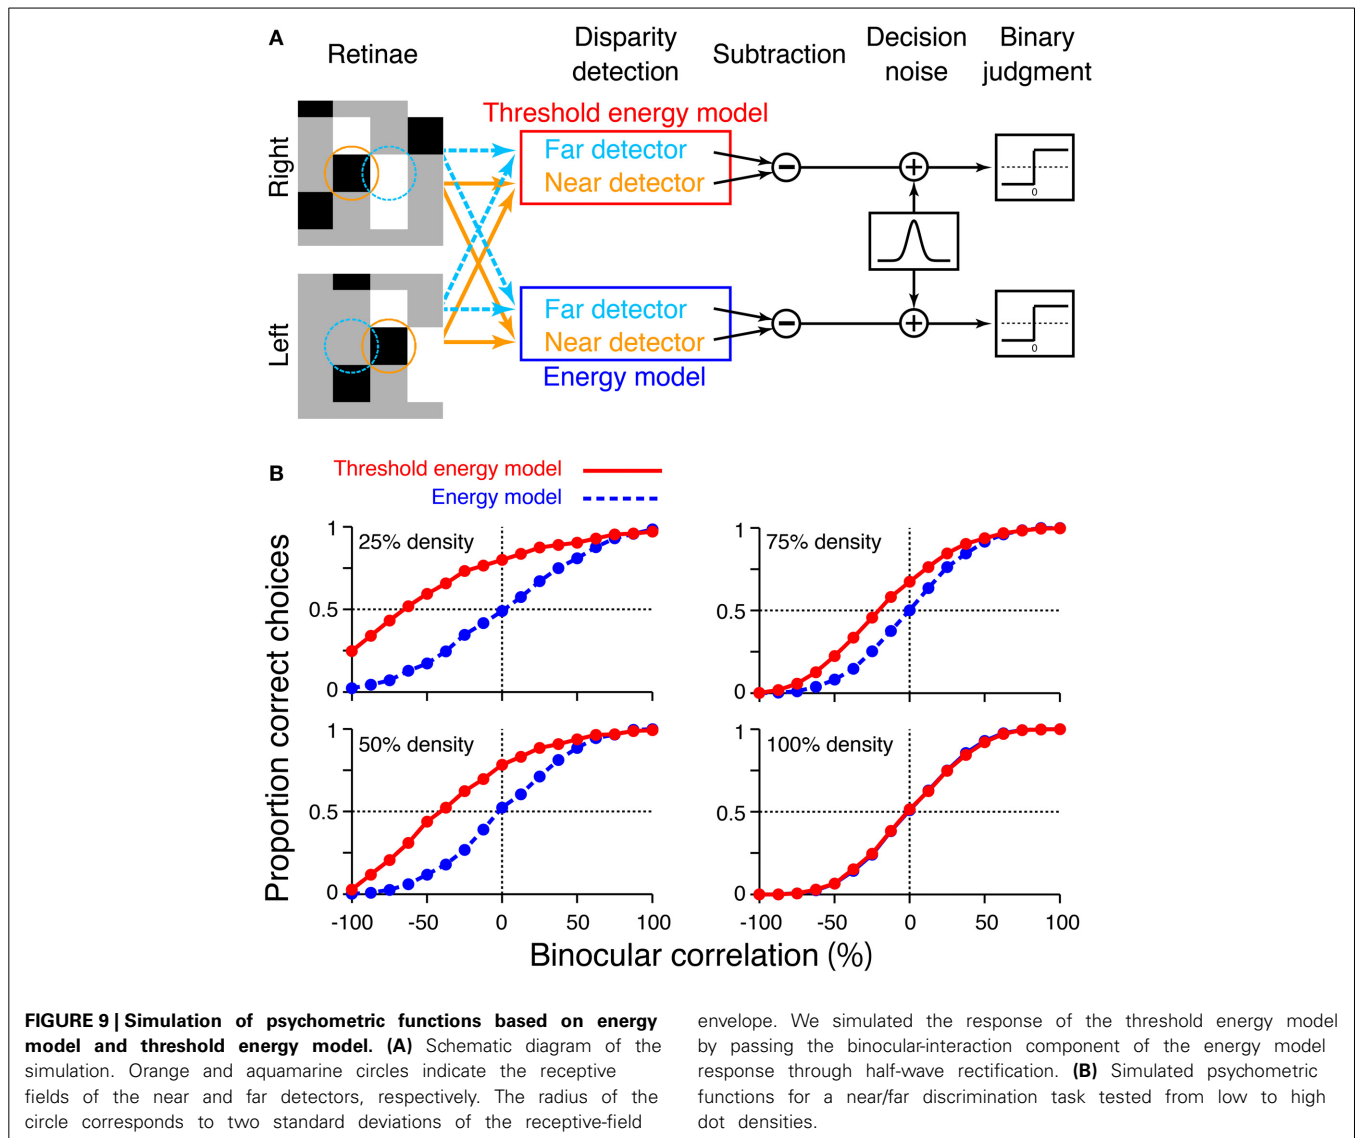 A
Retinae
Disparity
detection
Subtraction
Decision
noise
Binary
judgment
Threshold energy model
Right
Far detector
Near detector
−
+
0
Left
Far detector
Near detector
−
+
0
Energy model
B
Threshold energy model
Energy model
Proportion correct choices
1
25% density
0.5
0
1
75% density
0.5
0
1
50% density
0.5
0
-100 -50 0 50 100
1
100% density
0.5
0
-100 -50 0 50 100
Binocular correlation (%)
FIGURE 9 | Simulation of psychometric functions based on energy
model and threshold energy model. (A) Schematic diagram of the
simulation. Orange and aquamarine circles indicate the receptive
fields of the near and far detectors, respectively. The radius of the
circle corresponds to two standard deviations of the receptive-field
envelope. We simulated the response of the threshold energy model
by passing the binocular-interaction component of the energy model
response through half-wave rectification. (B) Simulated psychometric
functions for a near/far discrimination task tested from low to high
dot densities.